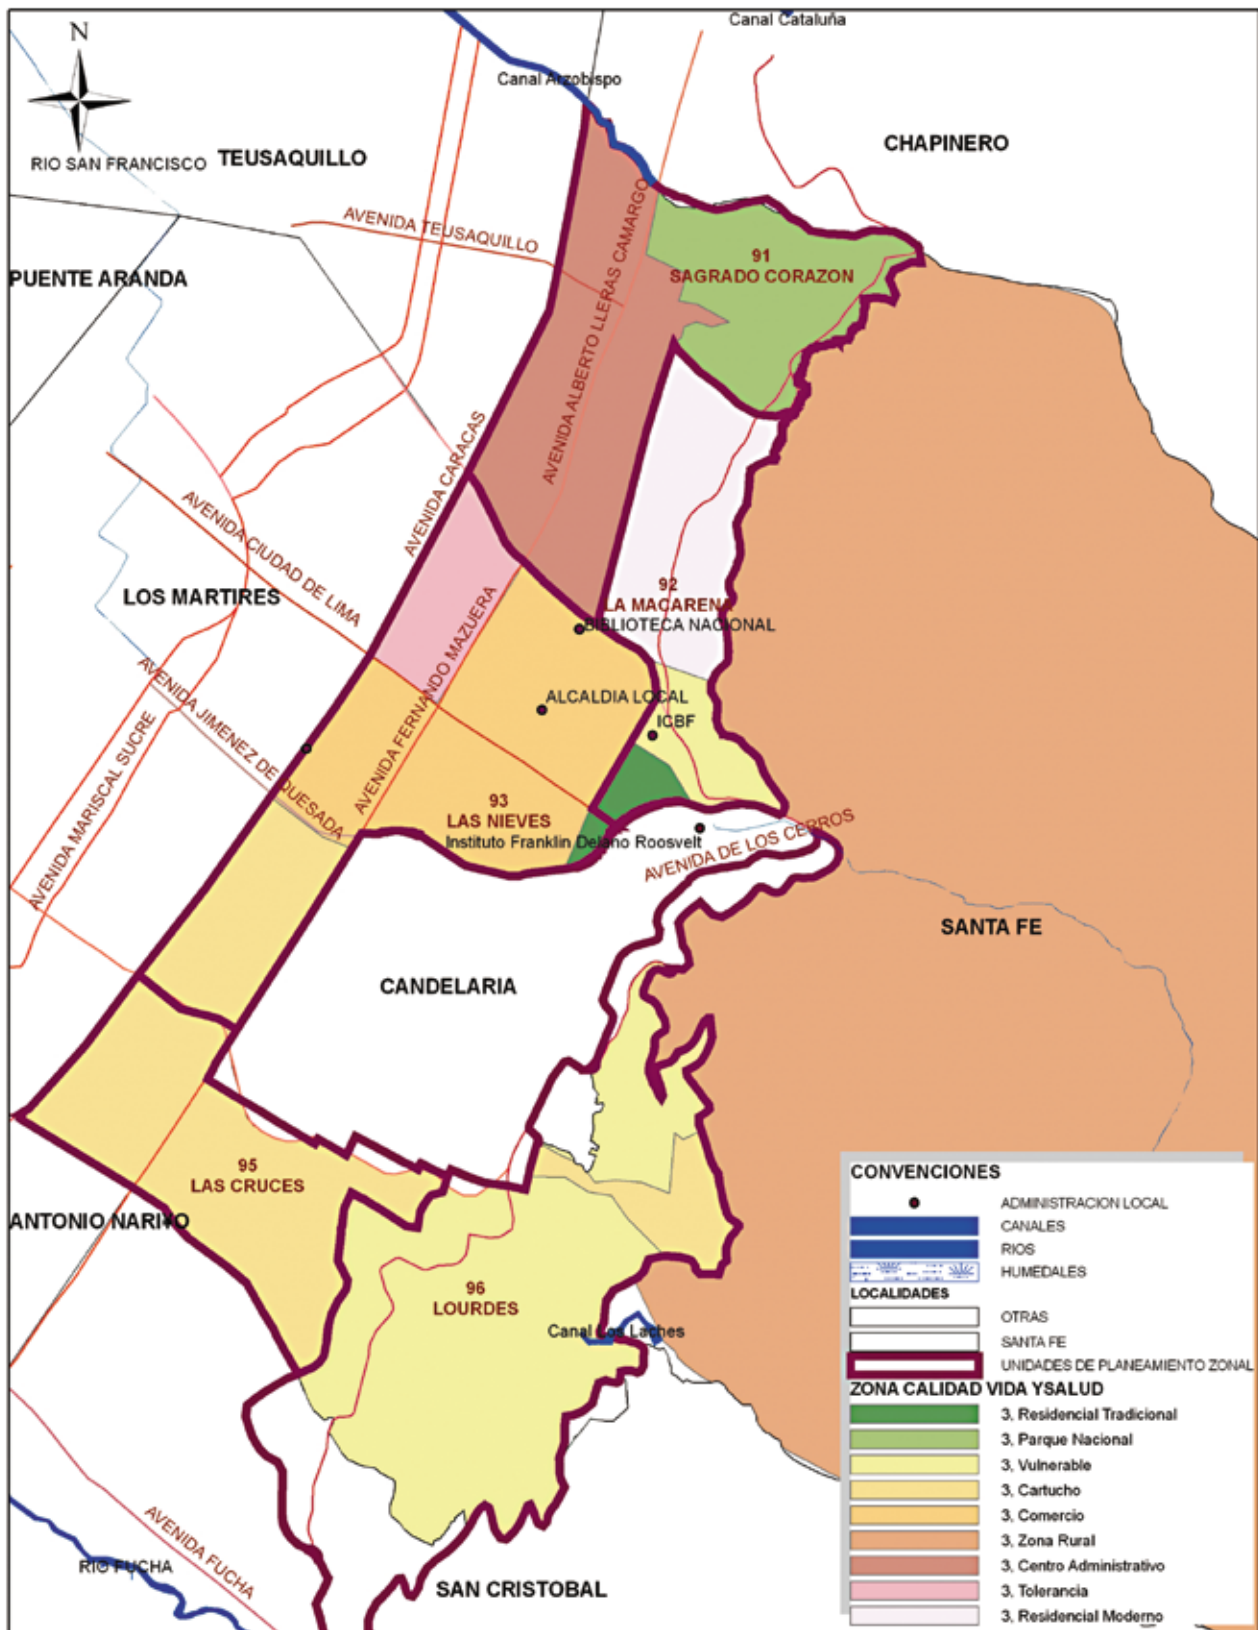 Canal Cataluña
N
Canal Arzobispo
CHAPINERO
RIO SAN FRANCISCO
TEUSAQUILLO
AVENIDA TEUSAQUILLO
AVENIDA ALBERTO LLERAS CAMARGO
91
SAGRADO CORAZON
PUENTE ARANDA
AVENIDA CARACAS
AVENIDA CIUDAD DE LIMA
LOS MARTIRES
92
LA MACARENA
BIBLIOTECA NACIONAL
AVENIDA FERNANDO MAZUERA
AVENIDA JIMENEZ DE QUESADA
ALCALDIA LOCAL
ICBF
AVENIDA MARISCAL SUCRE
93
LAS NIEVES
Instituto Franklin Delano Roosvelt
AVENIDA DE LOS CERROS
SANTA FE
CANDELARIA
95
LAS CRUCES
ANTONIO NARIÑO
96
LOURDES
Canal Los Laches
AVENIDA FUCHA
RIO FUCHA
SAN CRISTOBAL
CONVENCIONES
ADMINISTRACION LOCAL
CANALES
RIOS
HUMEDALES
LOCALIDADES
OTRAS
SANTA FE
UNIDADES DE PLANEAMIENTO ZONAL
ZONA CALIDAD VIDA YSALUD
3, Residencial Tradicional
3, Parque Nacional
3, Vulnerable
3, Cartucho
3, Comercio
3, Zona Rural
3, Centro Administrativo
3, Tolerancia
3, Residencial Moderno